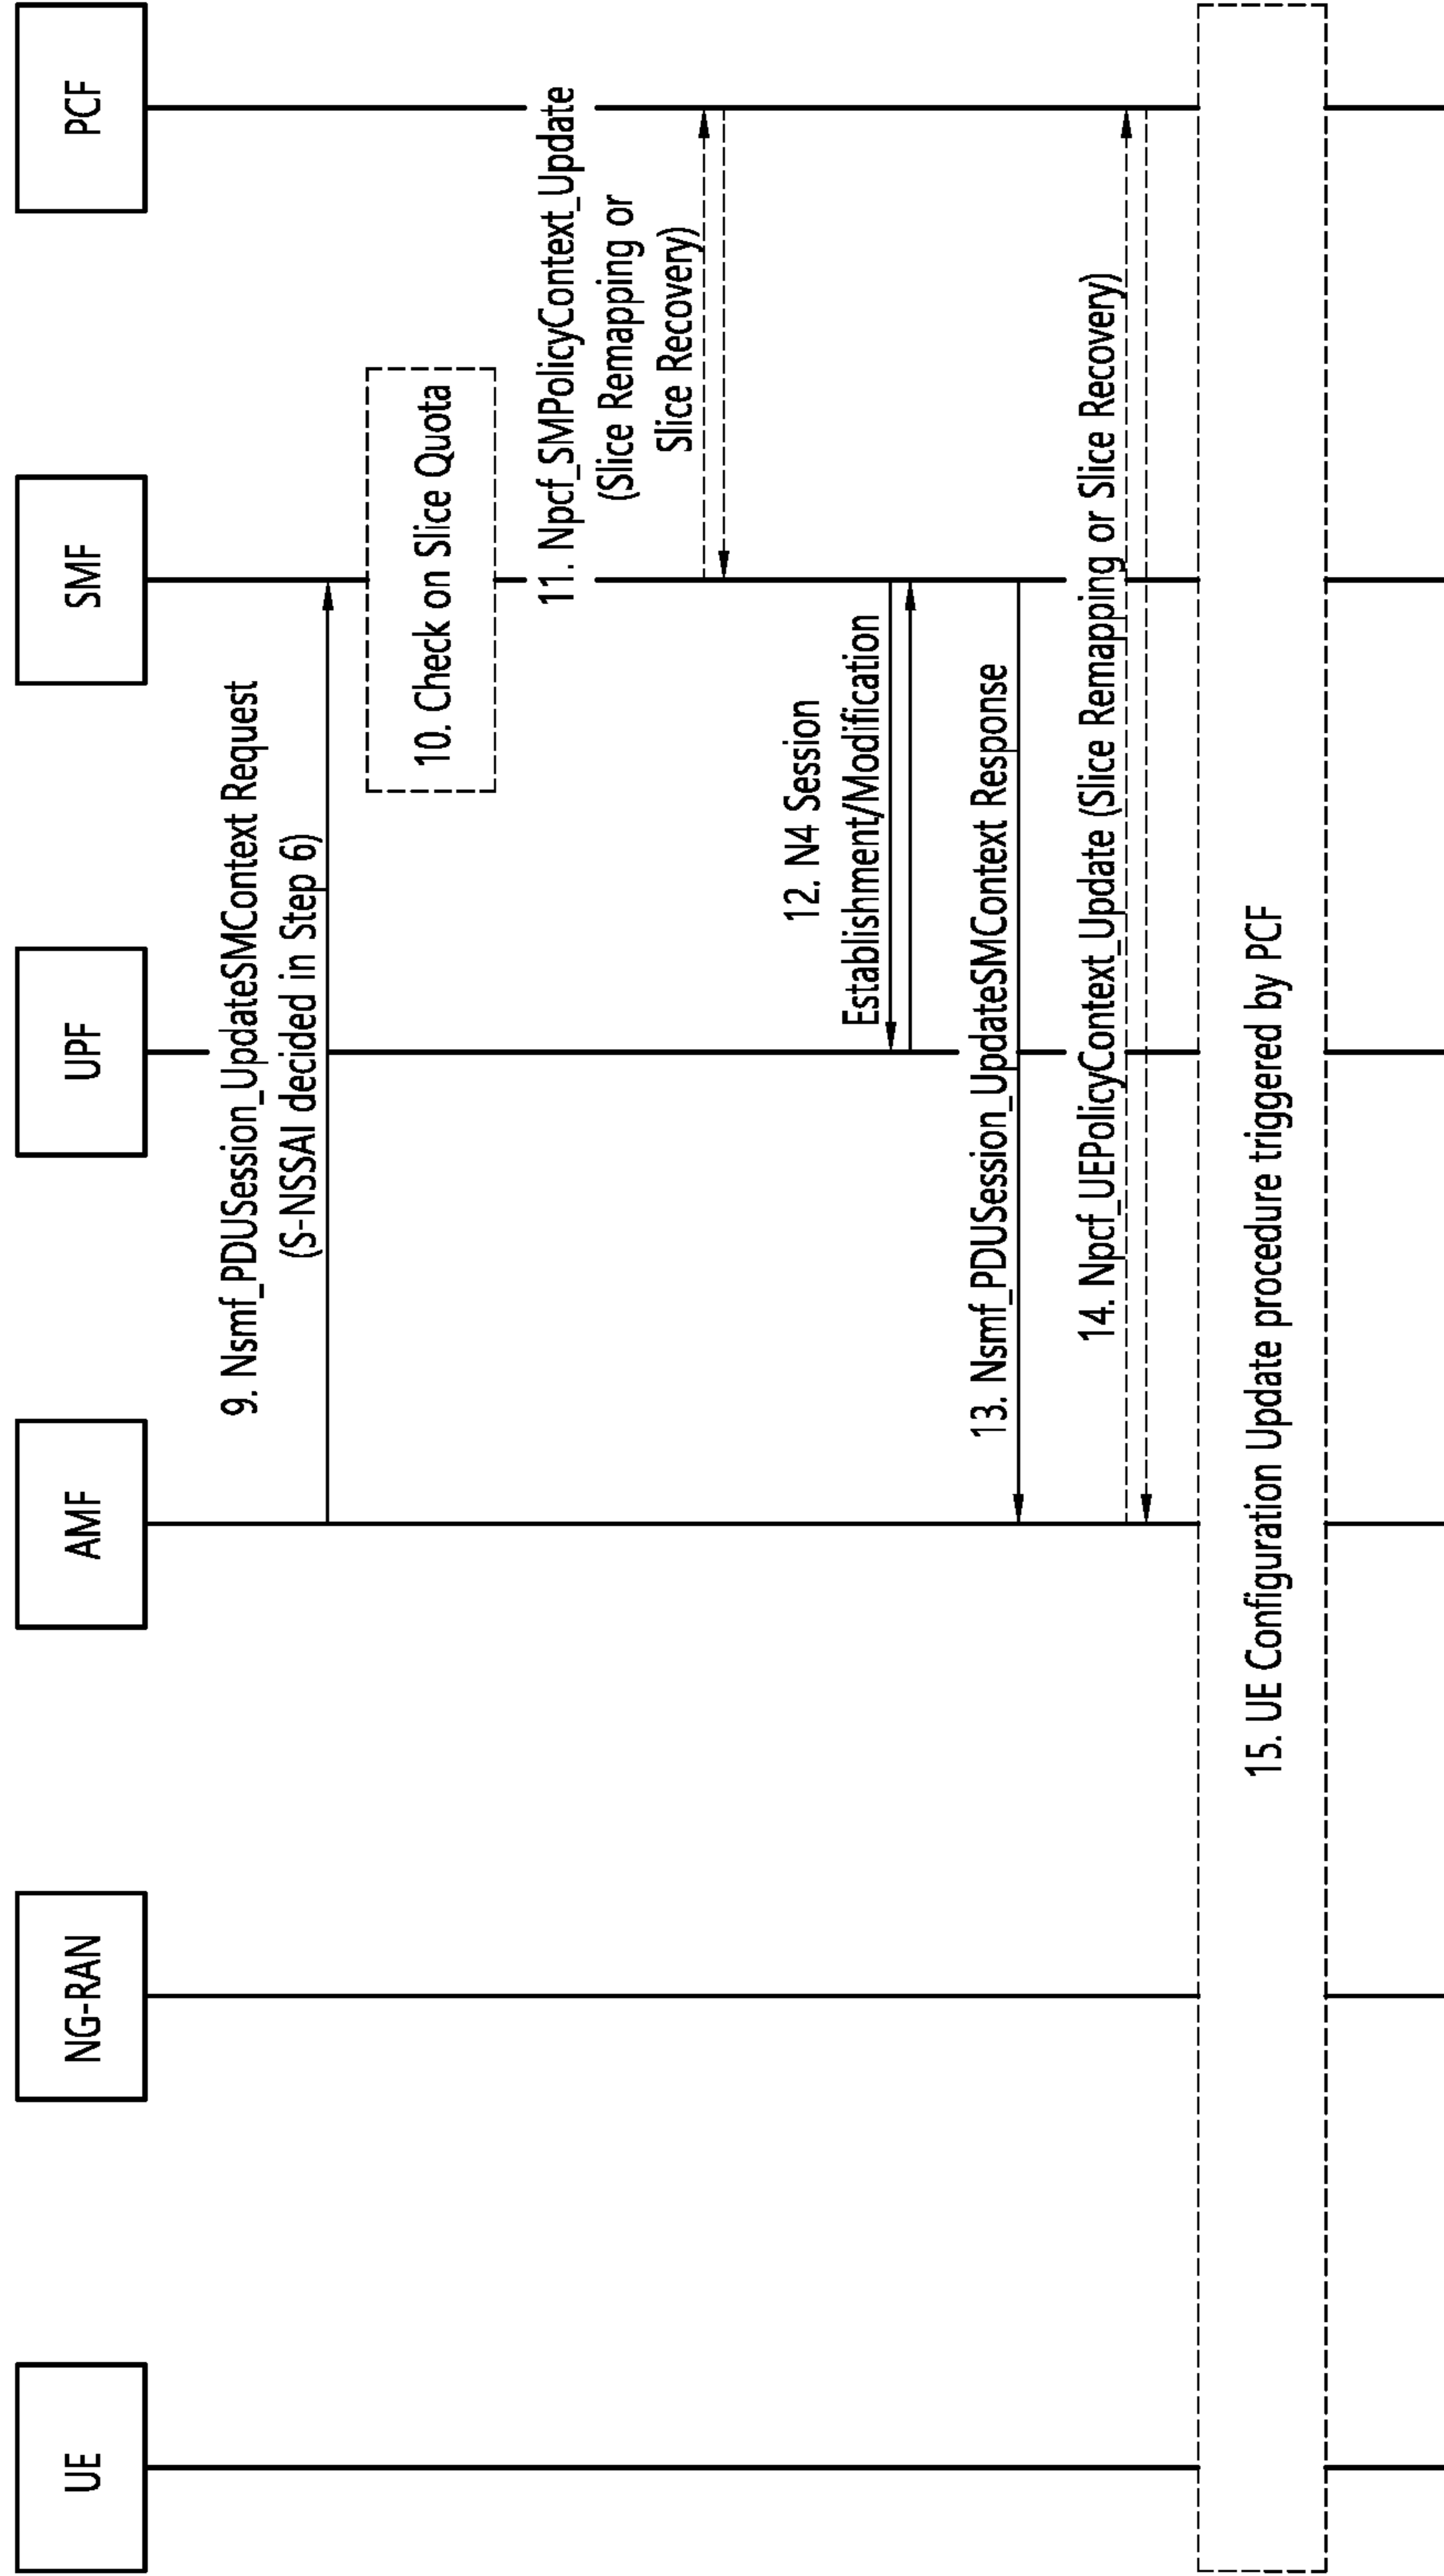 UE
NG-RAN
AMF
UPF
SMF
PCF
9. Nsmf_PDUSession_UpdateSMContext Request
(S-NSSAI decided in Step 6)
10. Check on Slice Quota
11. Npcf_SMPolicyContext_Update
(Slice Remapping or
Slice Recovery)
12. N4 Session
Establishment/Modification
13. Nsmf_PDUSession_UpdateSMContext Response
14. Npcf_UEPolicyContext_Update (Slice Remapping or Slice Recovery)
15. UE Configuration Update procedure triggered by PCF